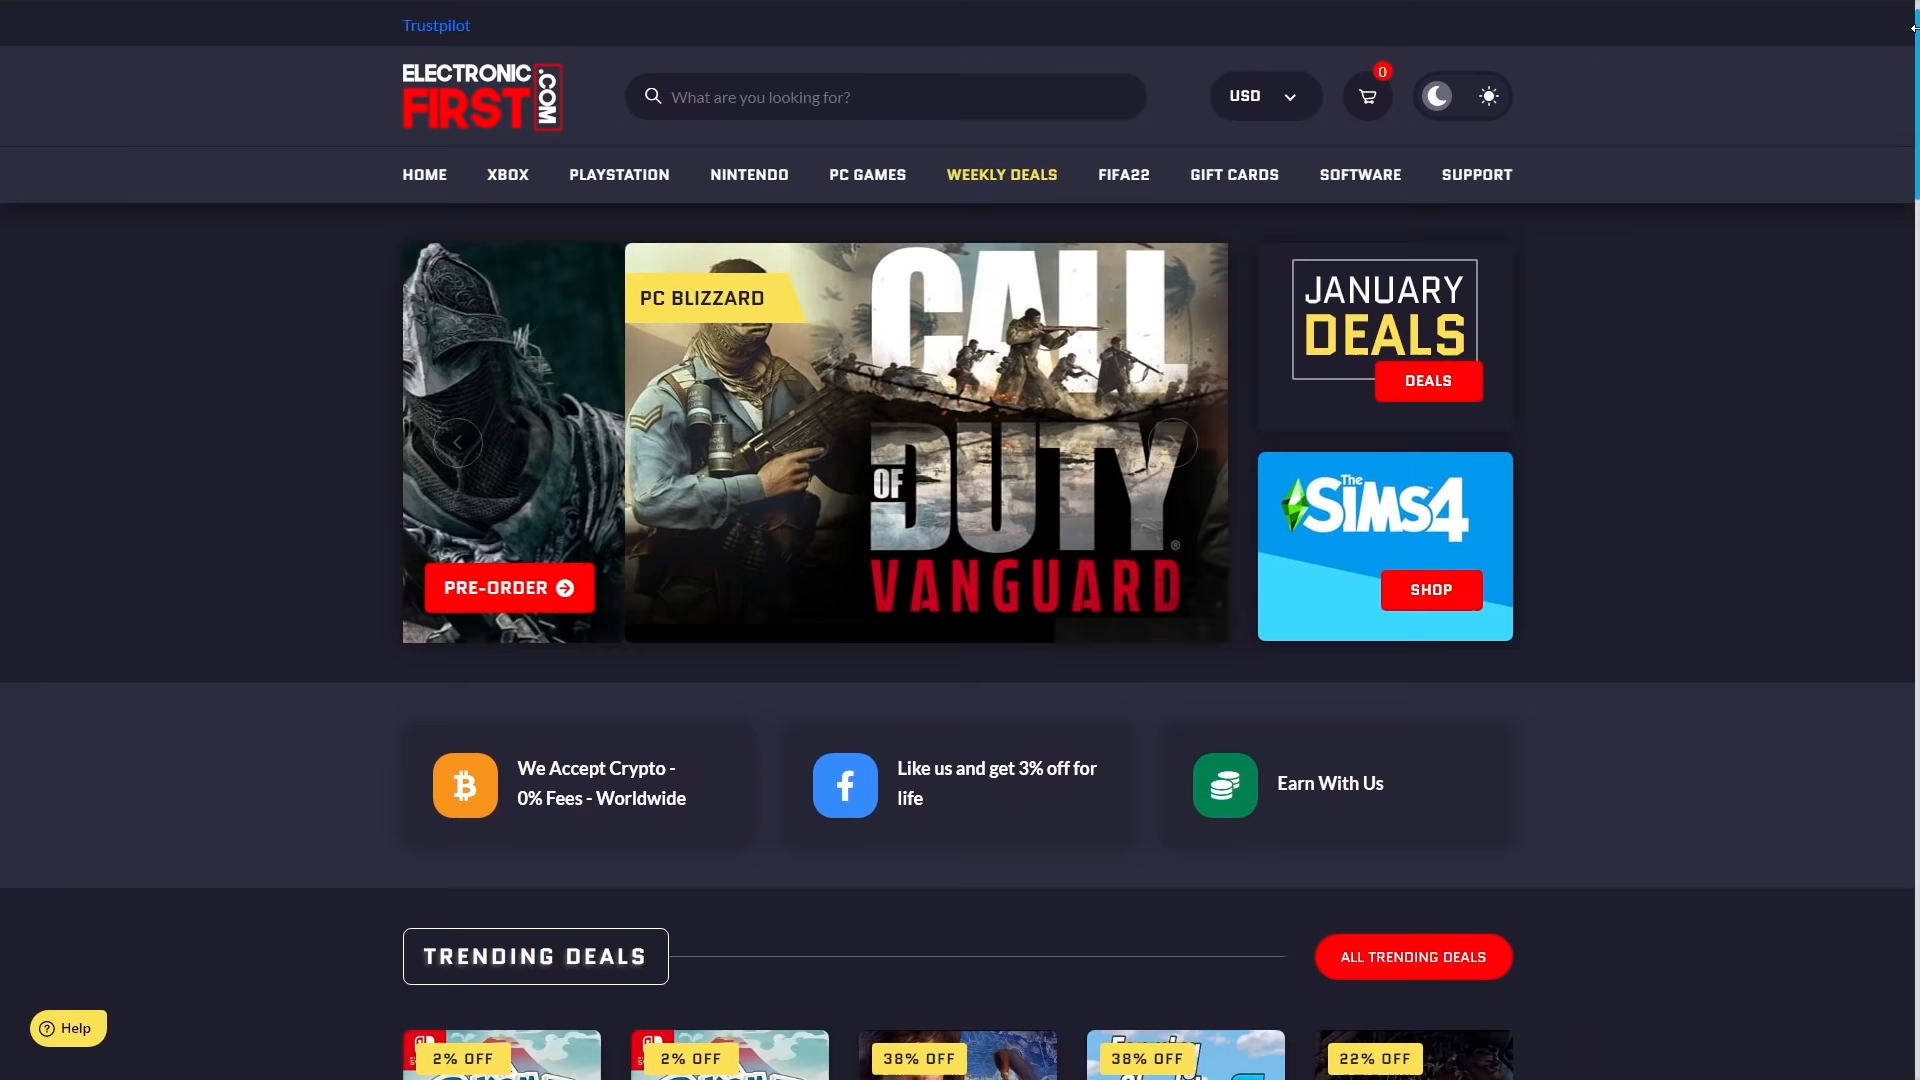 Trustpilot
ELECTRONIC
FIRST
.COM
What are you looking for?
USD
0
HOME
XBOX
PLAYSTATION
NINTENDO
PC GAMES
WEEKLY DEALS
FIFA22
GIFT CARDS
SOFTWARE
SUPPORT
PC BLIZZARD
CALL
OF DUTY
VANGUARD
PRE-ORDER
JANUARY
DEALS
DEALS
The
SIMS4
SHOP
We Accept Crypto -
0% Fees - Worldwide
Like us and get 3% off for
life
Earn With Us
TRENDING DEALS
ALL TRENDING DEALS
Help
2% OFF
2% OFF
38% OFF
38% OFF
22% OFF